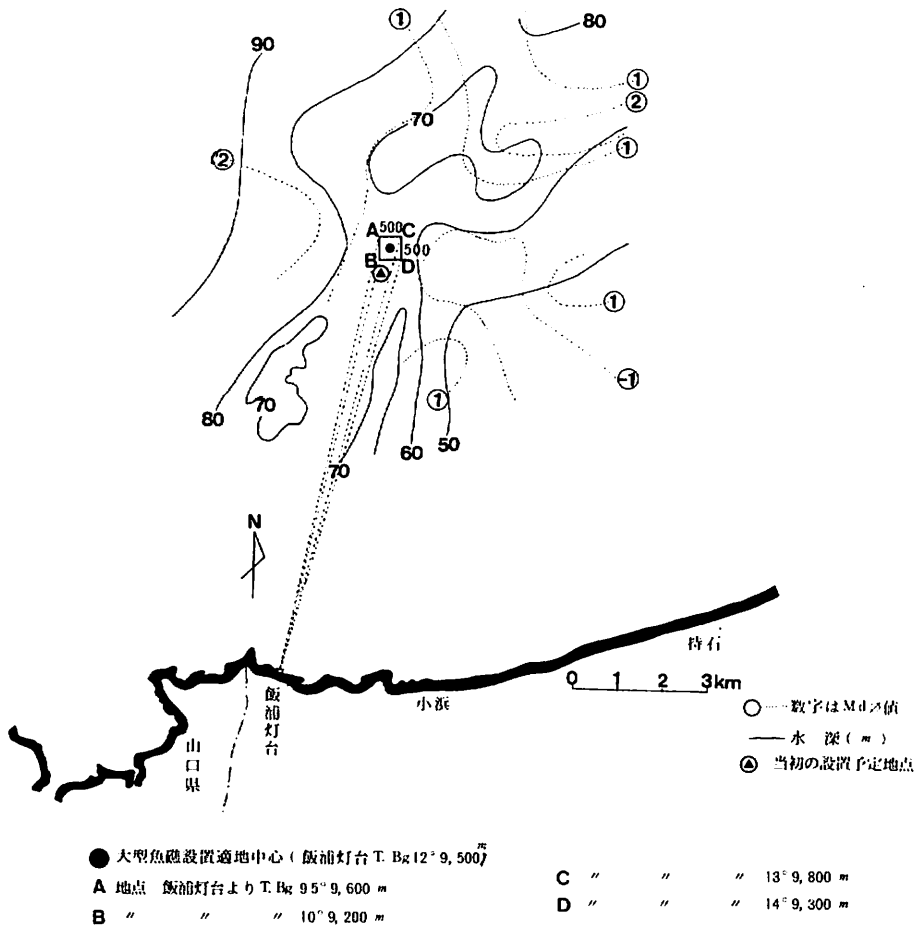 ①
80
90
①
②
70
①
②
A 500 C
500
B
D
①
-1
①
80
70
60
50
70
N
持石
0 1 2 3km
小浜
飯浦灯台
山口県
○ 数字はMdφ値
水 深 ( m )
当初の設置予定地点
大型魚礁設置適地中心 ( 飯浦灯台 T. Bg 12° 9,500 m )
A 地点 飯浦灯台より T. Bg 9.5° 9,600 m
B 〃 〃 〃 10° 9,200 m
C 〃 〃 〃 13° 9,800 m
D 〃 〃 〃 14° 9,300 m